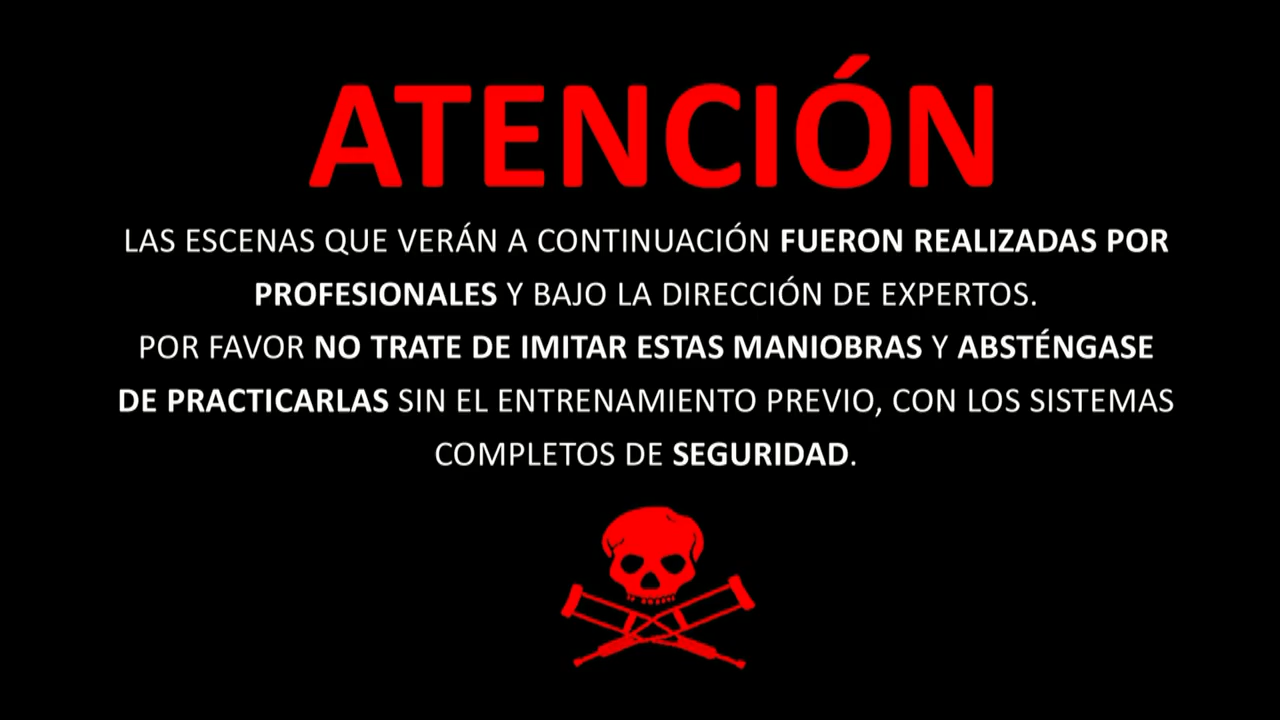 ATENCIÓN
LAS ESCENAS QUE VERÁN A CONTINUACIÓN FUERON REALIZADAS POR
PROFESIONALES Y BAJO LA DIRECCIÓN DE EXPERTOS.
POR FAVOR NO TRATE DE IMITAR ESTAS MANIOBRAS Y ABSTÉNGASE
DE PRACTICARLAS SIN EL ENTRENAMIENTO PREVIO, CON LOS SISTEMAS
COMPLETOS DE SEGURIDAD.